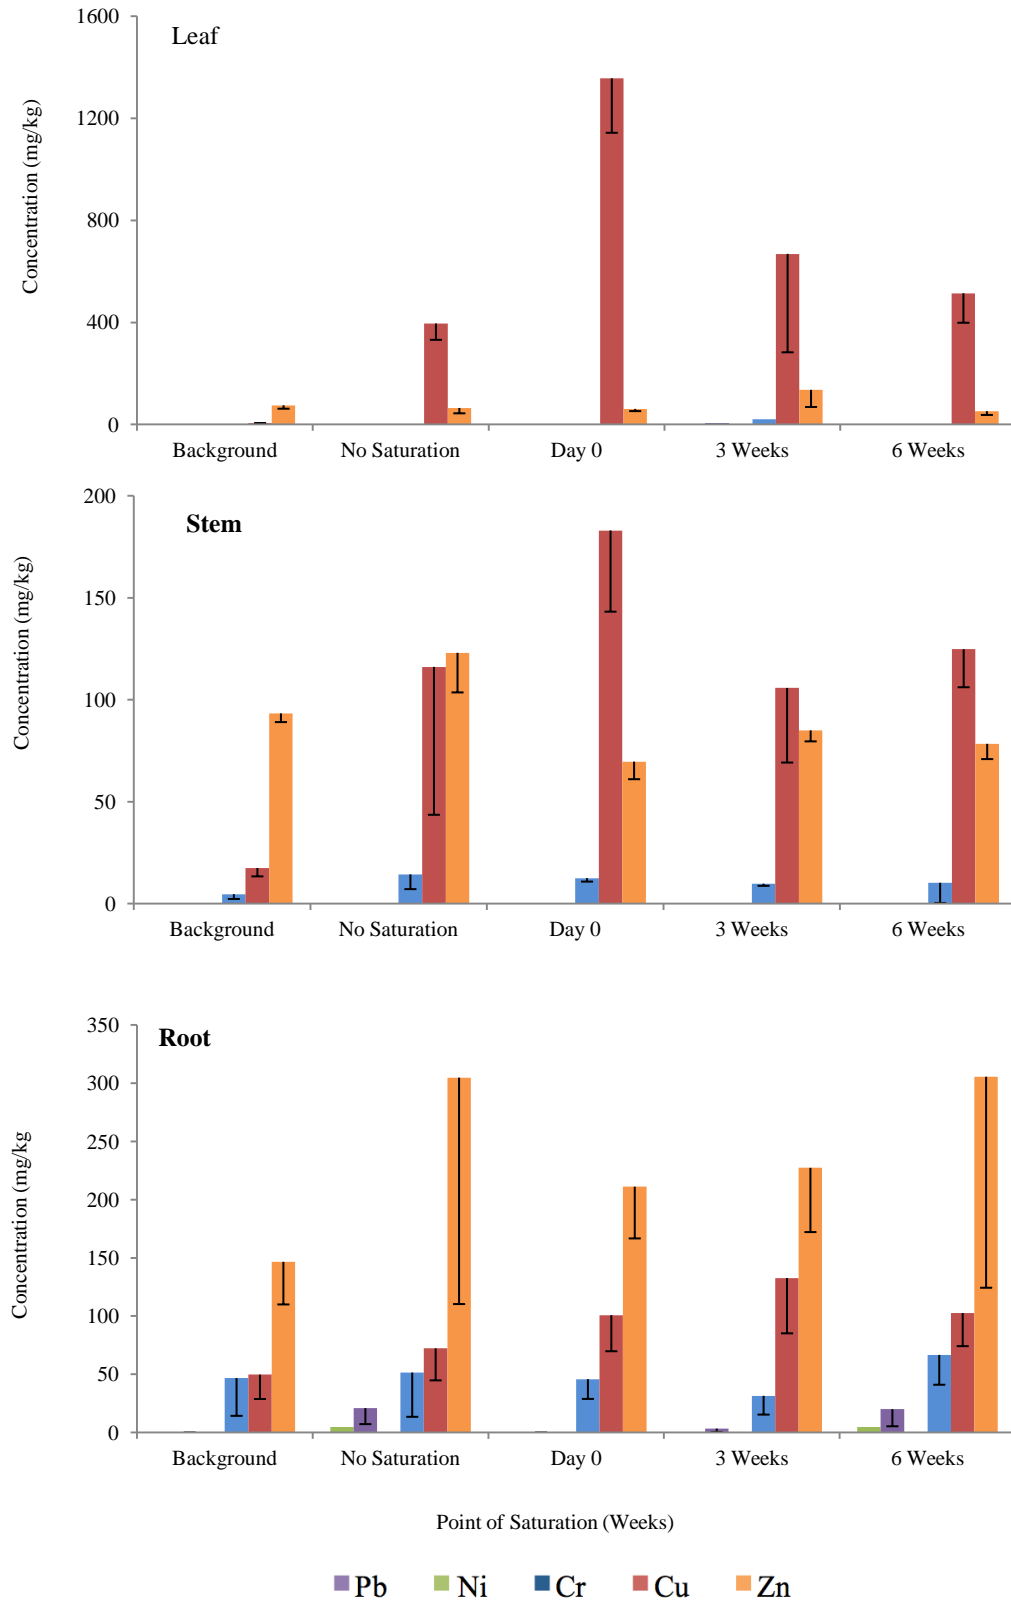 Leaf
Concentration (mg/kg)
1600
1200
800
400
0
Background No Saturation Day 0 3 Weeks 6 Weeks
Stem
Concentration (mg/kg)
200
150
100
50
0
Background No Saturation Day 0 3 Weeks 6 Weeks
Root
Concentration (mg/kg
350
300
250
200
150
100
50
0
Background No Saturation Day 0 3 Weeks 6 Weeks
Point of Saturation (Weeks)
Pb Ni Cr Cu Zn